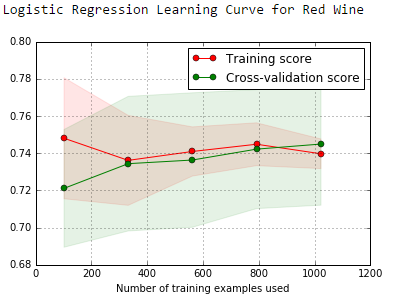 Logistic Regression Learning Curve for Red Wine
0.80
0.78
0.76
0.74
0.72
0.70
0.68
Training score
Cross-validation score
0 200 400 600 800 1000 1200
Number of training examples used